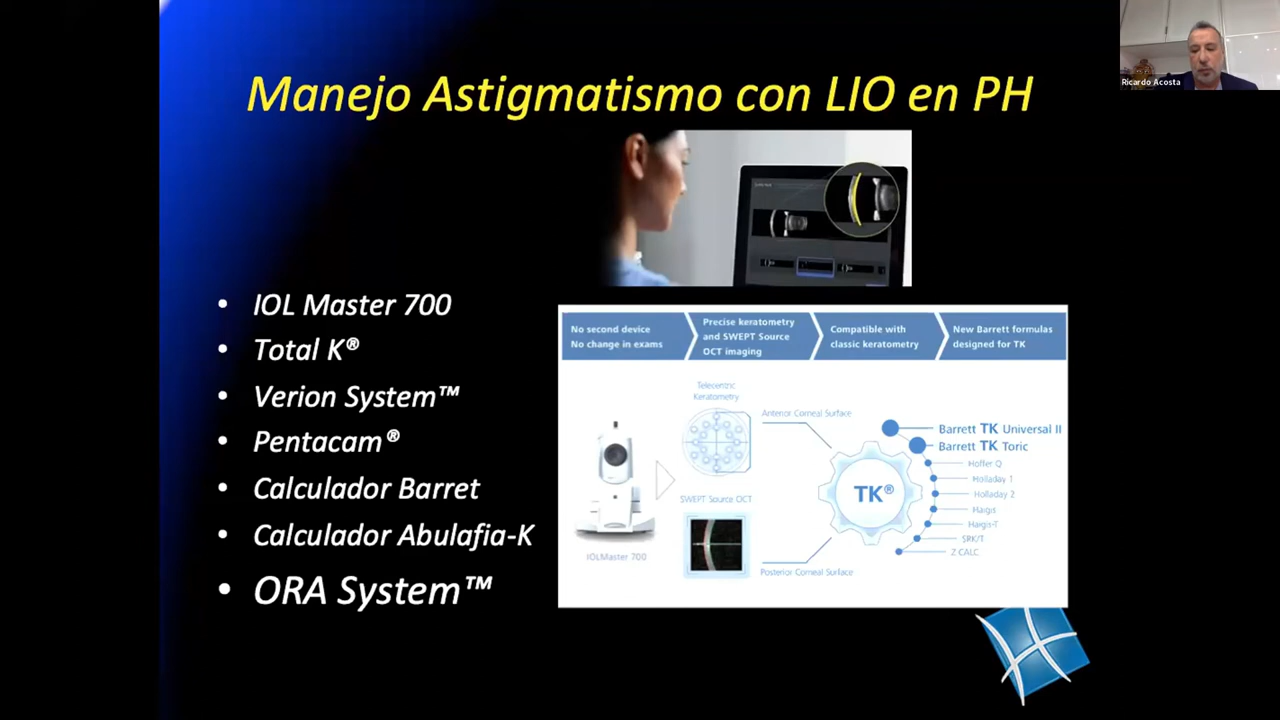 Ricardo Acosta
Manejo Astigmatismo con LIO en PH
• IOL Master 700
• Total K®
• Verion System™
• Pentacam®
• Calculador Barret
• Calculador Abulafia-K
• ORA System™
No second device
No change in exams
Precise keratometry
and SWEPT Source
OCT imaging
Compatible with
classic keratometry
New Barrett formulas
designed for TK
Telecentric
Keratometry
Anterior Corneal Surface
SWEPT Source OCT
Posterior Corneal Surface
IOLMaster 700
TK®
Barrett TK Universal II
Barrett TK Toric
Hoffer Q
Holladay 1
Holladay 2
Haigis
Haigis-T
SRK/T
Z CALC